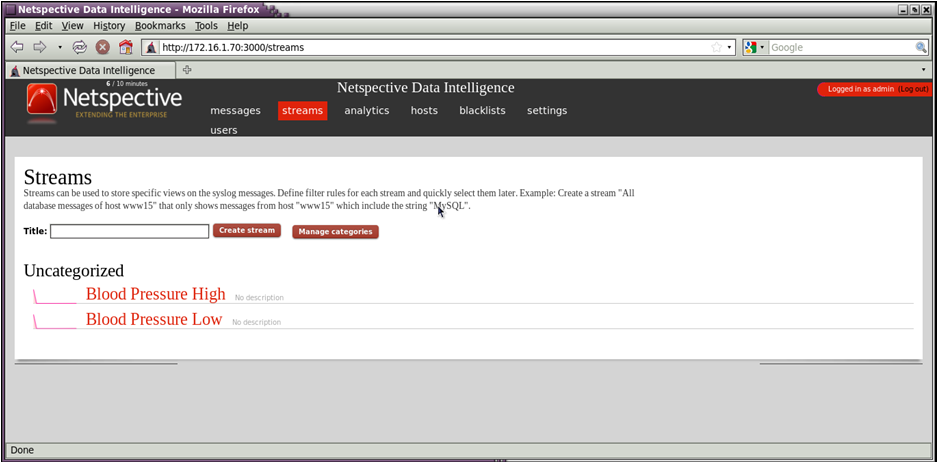 Netspective Data Intelligence - Mozilla Firefox
File Edit View History Bookmarks Tools Help
http://172.16.1.70:3000/streams
Google
Netspective Data Intelligence
6 / 10 minutes
Netspective
EXTENDING THE ENTERPRISE
Netspective Data Intelligence
Logged in as admin (Log out)
messages streams analytics hosts blacklists settings
users
Streams
Streams can be used to store specific views on the syslog messages. Define filter rules for each stream and quickly select them later. Example: Create a stream "All
database messages of host www15" that only shows messages from host "www15" which include the string "MySQL".
Title: Create stream Manage categories
Uncategorized
Blood Pressure High No description
Blood Pressure Low No description
Done